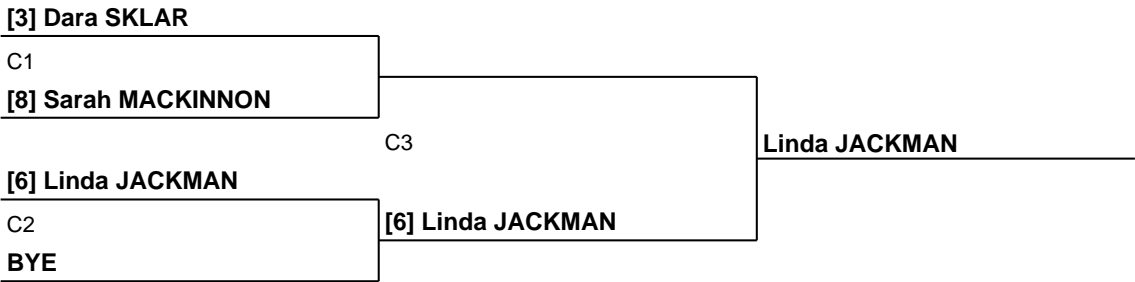 [3] Dara SKLAR
C1
[8] Sarah MACKINNON
C3
Linda JACKMAN
[6] Linda JACKMAN
C2
[6] Linda JACKMAN
BYE